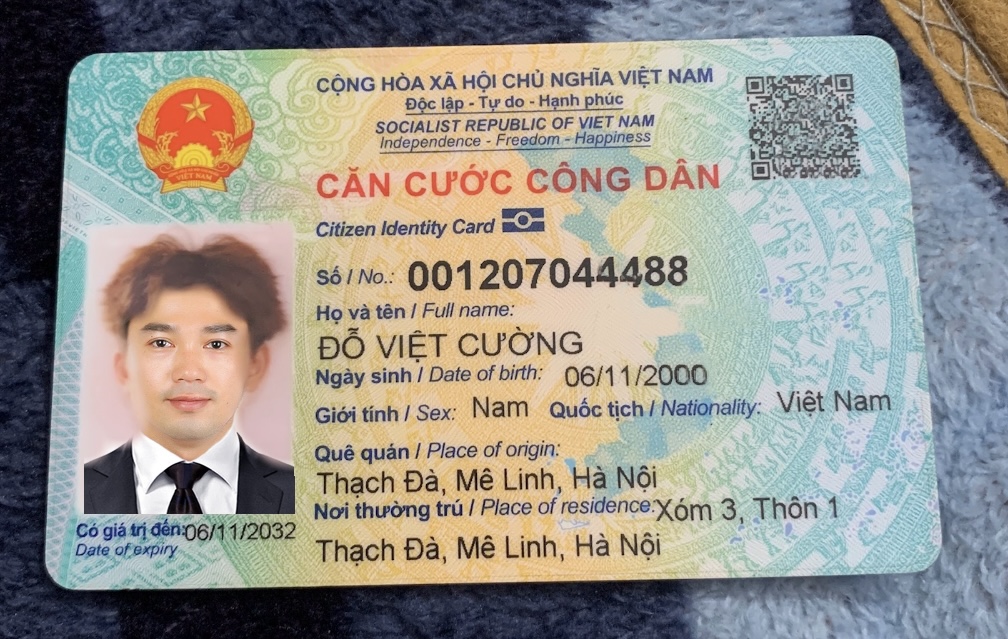 CỘNG HÒA XÃ HỘI CHỦ NGHĨA VIỆT NAM
Độc lập - Tự do - Hạnh phúc
SOCIALIST REPUBLIC OF VIET NAM
Independence - Freedom - Happiness
CĂN CƯỚC CÔNG DÂN
Citizen Identity Card
Số / No.: 001207044488
Họ và tên / Full name:
ĐỖ VIỆT CƯỜNG
Ngày sinh / Date of birth: 06/11/2000
Giới tính / Sex: Nam Quốc tịch / Nationality: Việt Nam
Quê quán / Place of origin:
Thạch Đà, Mê Linh, Hà Nội
Nơi thường trú / Place of residence: Xóm 3, Thôn 1
Thạch Đà, Mê Linh, Hà Nội
Có giá trị đến: 06/11/2032
Date of expiry
VIỆT NAM